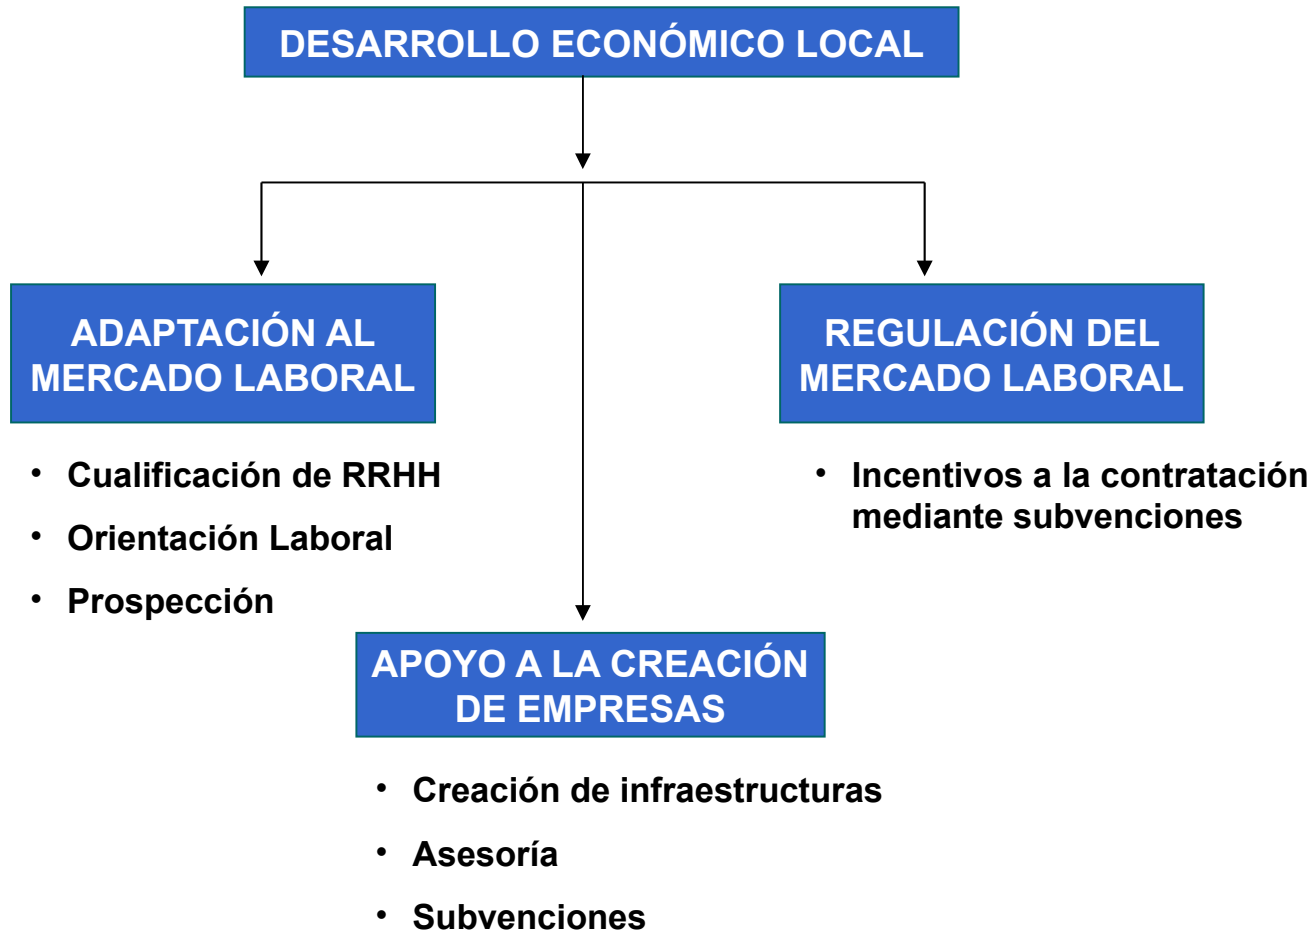 DESARROLLO ECONÓMICO LOCAL
ADAPTACIÓN AL
MERCADO LABORAL
• Cualificación de RRHH
• Orientación Laboral
• Prospección
REGULACIÓN DEL
MERCADO LABORAL
• Incentivos a la contratación
mediante subvenciones
APOYO A LA CREACIÓN
DE EMPRESAS
• Creación de infraestructuras
• Asesoría
• Subvenciones